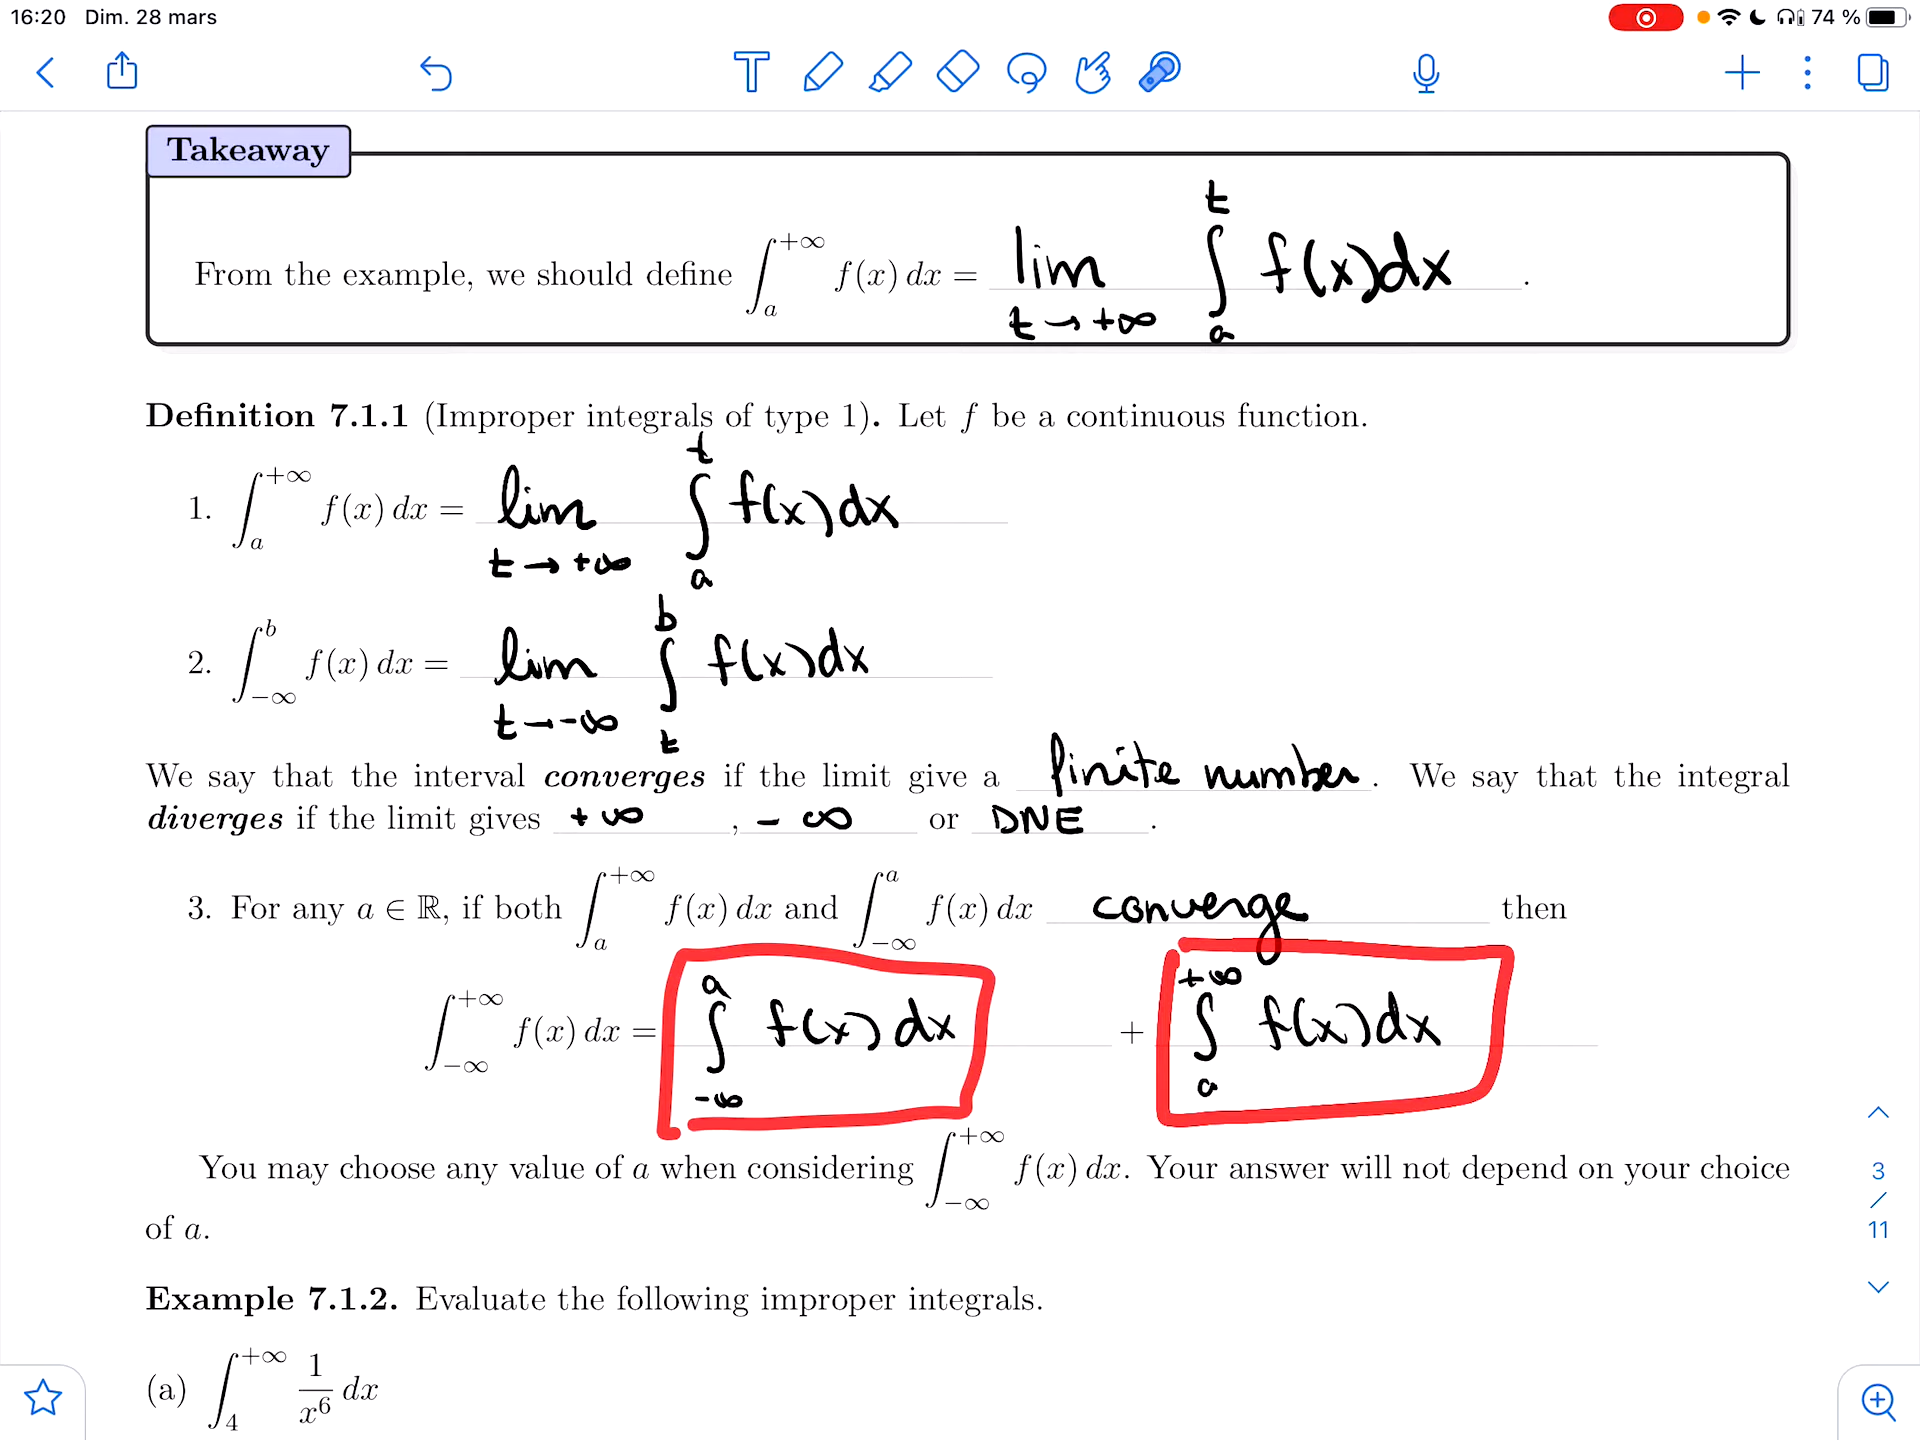 16:20 Dim. 28 mars 74 %
Takeaway
From the example, we should define ∫_a^{+∞} f(x) dx = lim_{t→+∞} ∫_a^t f(x)dx .
Definition 7.1.1 (Improper integrals of type 1). Let f be a continuous function.
1. ∫_a^{+∞} f(x) dx = lim_{t→+∞} ∫_a^t f(x)dx
2. ∫_{-∞}^b f(x) dx = lim_{t→-∞} ∫_t^b f(x)dx
We say that the interval converges if the limit give a finite number. We say that the integral
diverges if the limit gives +∞, -∞ or DNE.
3. For any a ∈ ℝ, if both ∫_a^{+∞} f(x) dx and ∫_{-∞}^a f(x) dx converge then
∫_{-∞}^{+∞} f(x) dx = ∫_{-∞}^a f(x) dx + ∫_a^{+∞} f(x)dx
You may choose any value of a when considering ∫_{-∞}^{+∞} f(x) dx. Your answer will not depend on your choice
of a.
3
/
11
Example 7.1.2. Evaluate the following improper integrals.
(a) ∫_4^{+∞} 1/x^6 dx